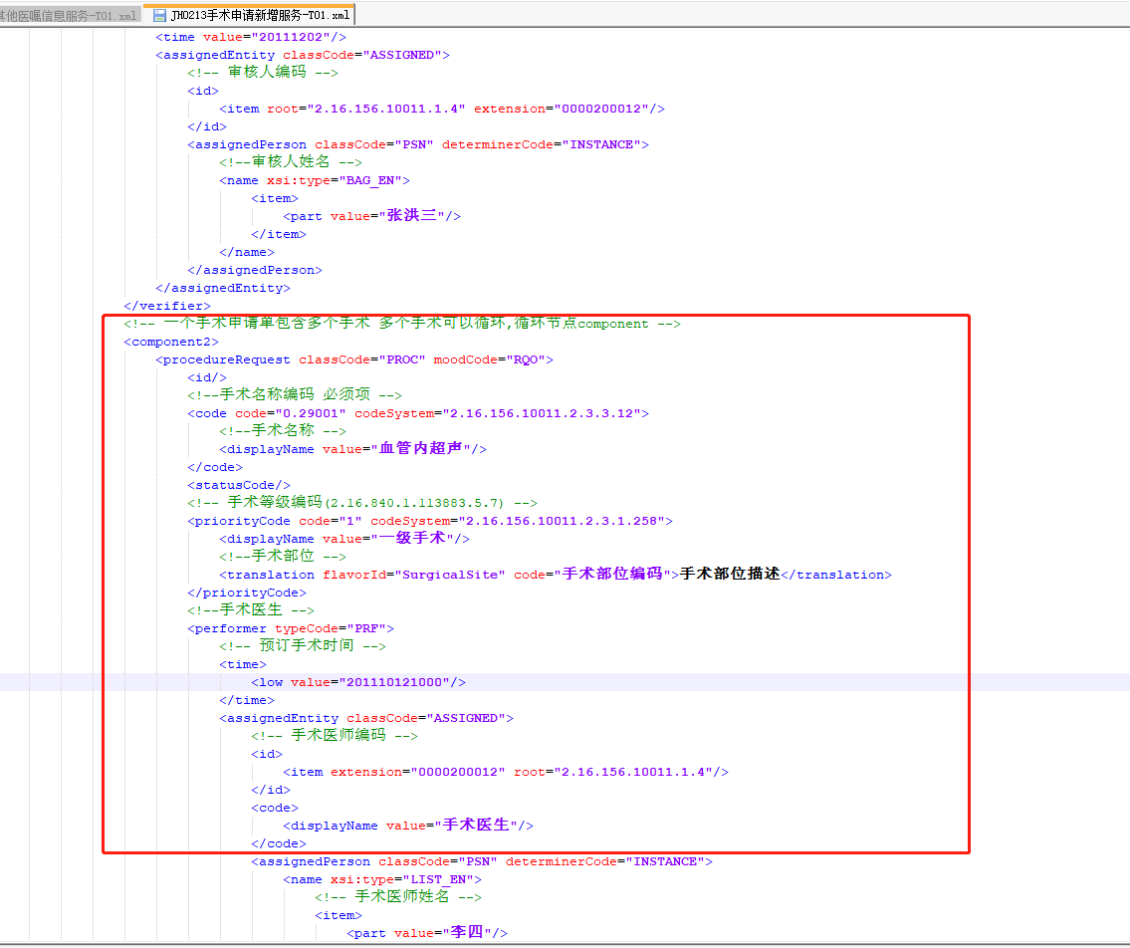 其他医嘱信息服务-T01.xml JH0213手术申请新增服务-T01.xml
<time value="20111202"/>
<assignedEntity classCode="ASSIGNED">
<!-- 审核人编码 -->
<id>
<item root="2.16.156.10011.1.4" extension="0000200012"/>
</id>
<assignedPerson classCode="PSN" determinerCode="INSTANCE">
<!--审核人姓名 -->
<name xsi:type="BAG_EN">
<item>
<part value="张洪三"/>
</item>
</name>
</assignedPerson>
</assignedEntity>
</verifier>
<!-- 一个手术申请单包含多个手术 多个手术可以循环,循环节点component -->
<component2>
<procedureRequest classCode="PROC" moodCode="RQO">
<id/>
<!--手术名称编码 必须项 -->
<code code="0.29001" codeSystem="2.16.156.10011.2.3.3.12">
<!--手术名称 -->
<displayName value="血管内超声"/>
</code>
<statusCode/>
<!-- 手术等级编码(2.16.840.1.113883.5.7) -->
<priorityCode code="1" codeSystem="2.16.156.10011.2.3.1.258">
<displayName value="一级手术"/>
<!--手术部位 -->
<translation flavorId="SurgicalSite" code="手术部位编码">手术部位描述</translation>
</priorityCode>
<!--手术医生 -->
<performer typeCode="PRF">
<!-- 预订手术时间 -->
<time>
<low value="201110121000"/>
</time>
<assignedEntity classCode="ASSIGNED">
<!-- 手术医师编码 -->
<id>
<item extension="0000200012" root="2.16.156.10011.1.4"/>
</id>
<code>
<displayName value="手术医生"/>
</code>
<assignedPerson classCode="PSN" determinerCode="INSTANCE">
<name xsi:type="LIST_EN">
<!-- 手术医师姓名 -->
<item>
<part value="李四"/>